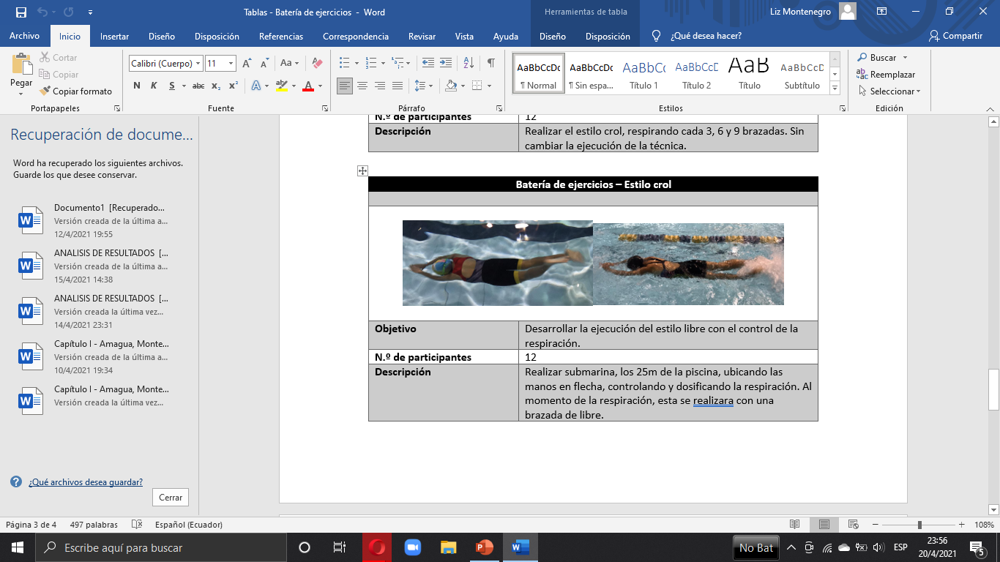 Tablas - Batería de ejercicios - Word
Herramientas de tabla
Liz Montenegro
Archivo Inicio Insertar Diseño Disposición Referencias Correspondencia Revisar Vista Ayuda Diseño Disposición ¿Qué desea hacer? Compartir
Pegar
Cortar
Copiar
Copiar formato
Portapapeles
Calibri (Cuerpo) 11
N K S abc x₂ x²
Fuente
Párrafo
AaBbCcDc AaBbCcDc AaBbCc AaBbCcD AaB AaBbCcD
¶ Normal ¶ Sin espa... Título 1 Título 2 Título Subtítulo
Estilos
Buscar
Reemplazar
Seleccionar
Edición
Recuperación de docume...
Word ha recuperado los siguientes archivos.
Guarde los que desee conservar.
Documento1 [Recuperado...
Versión creada de la última a...
12/4/2021 19:55
ANALISIS DE RESULTADOS [...
Versión creada de la última a...
15/4/2021 14:38
ANALISIS DE RESULTADOS [...
Versión creada la última vez...
14/4/2021 23:31
Capítulo I - Amagua, Monte...
Versión creada de la última a...
10/4/2021 19:34
Capítulo I - Amagua, Monte...
Versión creada la última vez...
¿Qué archivos desea guardar?
Cerrar
N.º de participantes 12
Descripción Realizar el estilo crol, respirando cada 3, 6 y 9 brazadas. Sin
cambiar la ejecución de la técnica.
Batería de ejercicios – Estilo crol
Objetivo Desarrollar la ejecución del estilo libre con el control de la
respiración.
N.º de participantes 12
Descripción Realizar submarina, los 25m de la piscina, ubicando las
manos en flecha, controlando y dosificando la respiración. Al
momento de la respiración, esta se realizara con una
brazada de libre.
Página 3 de 4 497 palabras Español (Ecuador) 108%
Escribe aquí para buscar
No Bat
ESP
23:56
20/4/2021
5